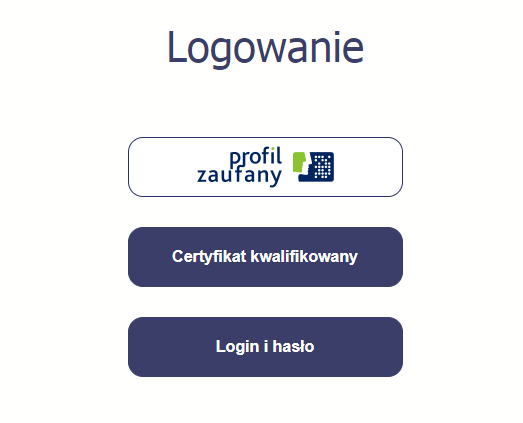 Logowanie
profil
zaufany
Certyfikat kwalifikowany
Login i hasło